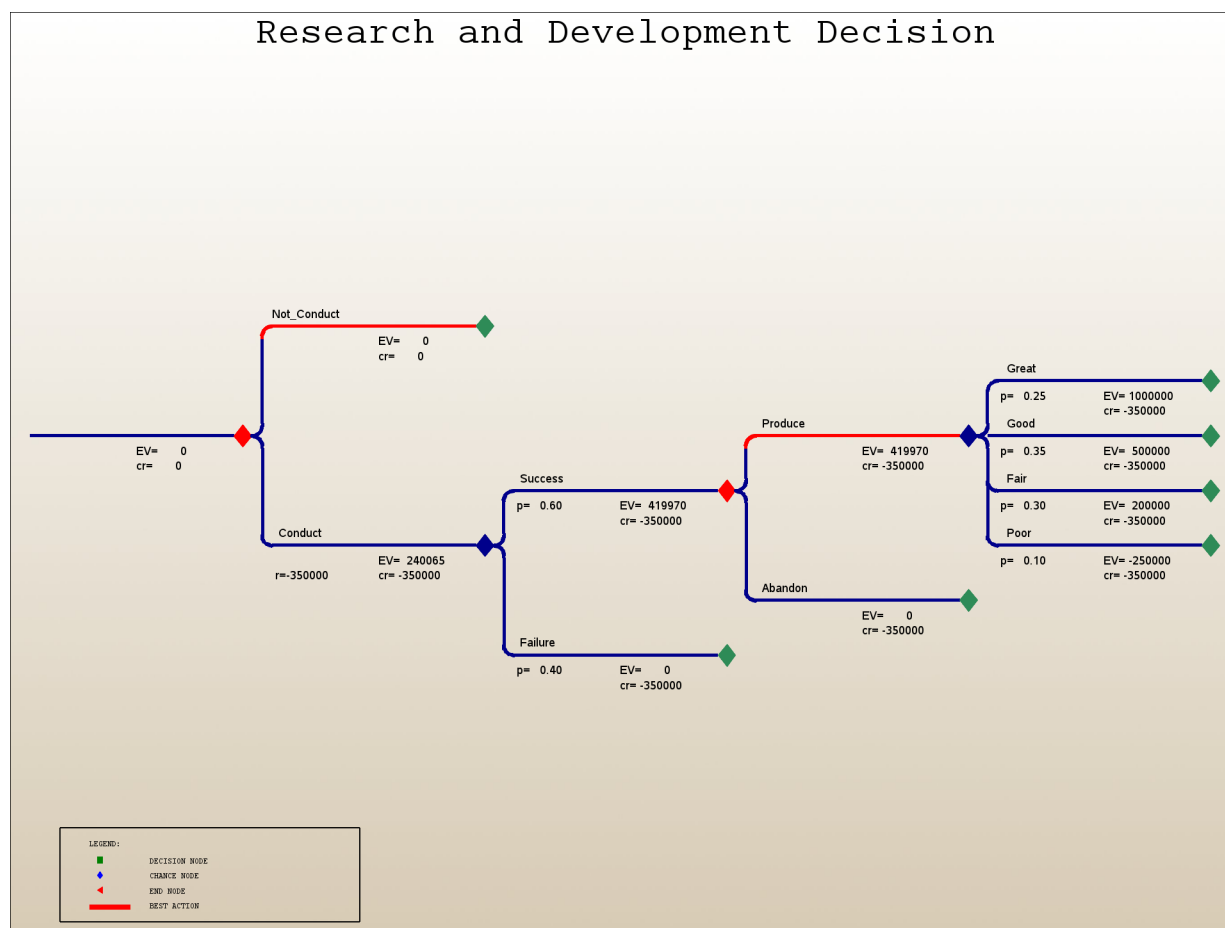 Research and Development Decision
Not_Conduct
EV= 0
cr= 0
Great
p= 0.25 EV= 1000000
cr= -350000
EV= 0
cr= 0
Produce
EV= 419970
cr= -350000
Good
p= 0.35 EV= 500000
cr= -350000
Success
p= 0.60 EV= 419970
cr= -350000
Fair
p= 0.30 EV= 200000
cr= -350000
Conduct
r=-350000 EV= 240065
cr= -350000
Poor
p= 0.10 EV= -250000
cr= -350000
Abandon
EV= 0
cr= -350000
Failure
p= 0.40 EV= 0
cr= -350000
LEGEND:
DECISION NODE
CHANCE NODE
END NODE
BEST ACTION